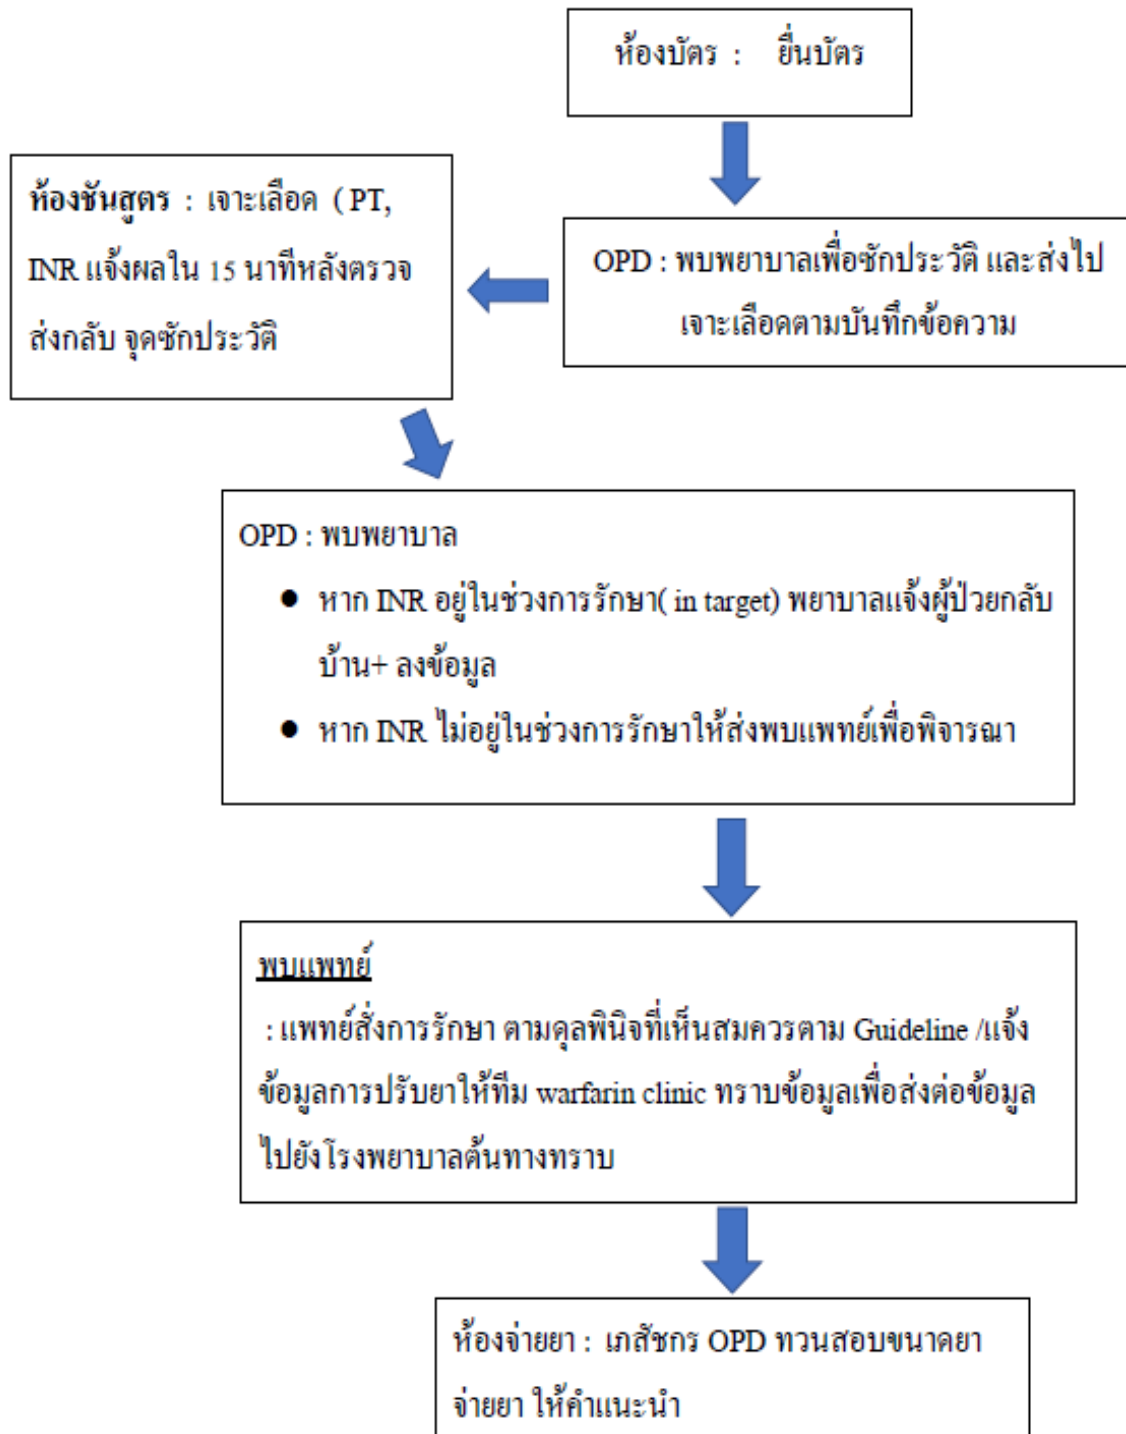 ห้องบัตร : ยื่นบัตร
OPD : พบพยาบาลเพื่อซักประวัติ และส่งไป
เจาะเลือดตามบันทึกข้อความ
ห้องชันสูตร : เจาะเลือด ( PT,
INR แจ้งผลใน 15 นาทีหลังตรวจ
ส่งกลับ จุดซักประวัติ
OPD : พบพยาบาล
● หาก INR อยู่ในช่วงการรักษา( in target) พยาบาลแจ้งผู้ป่วยกลับ
บ้าน+ ลงข้อมูล
● หาก INR ไม่อยู่ในช่วงการรักษาให้ส่งพบแพทย์เพื่อพิจารณา
พบแพทย์
: แพทย์สั่งการรักษา ตามดุลพินิจที่เห็นสมควรตาม Guideline /แจ้ง
ข้อมูลการปรับยาให้ทีม warfarin clinic ทราบข้อมูลเพื่อส่งต่อข้อมูล
ไปยังโรงพยาบาลต้นทางทราบ
ห้องจ่ายยา : เภสัชกร OPD ทวนสอบขนาดยา
จ่ายยา ให้คำแนะนำ